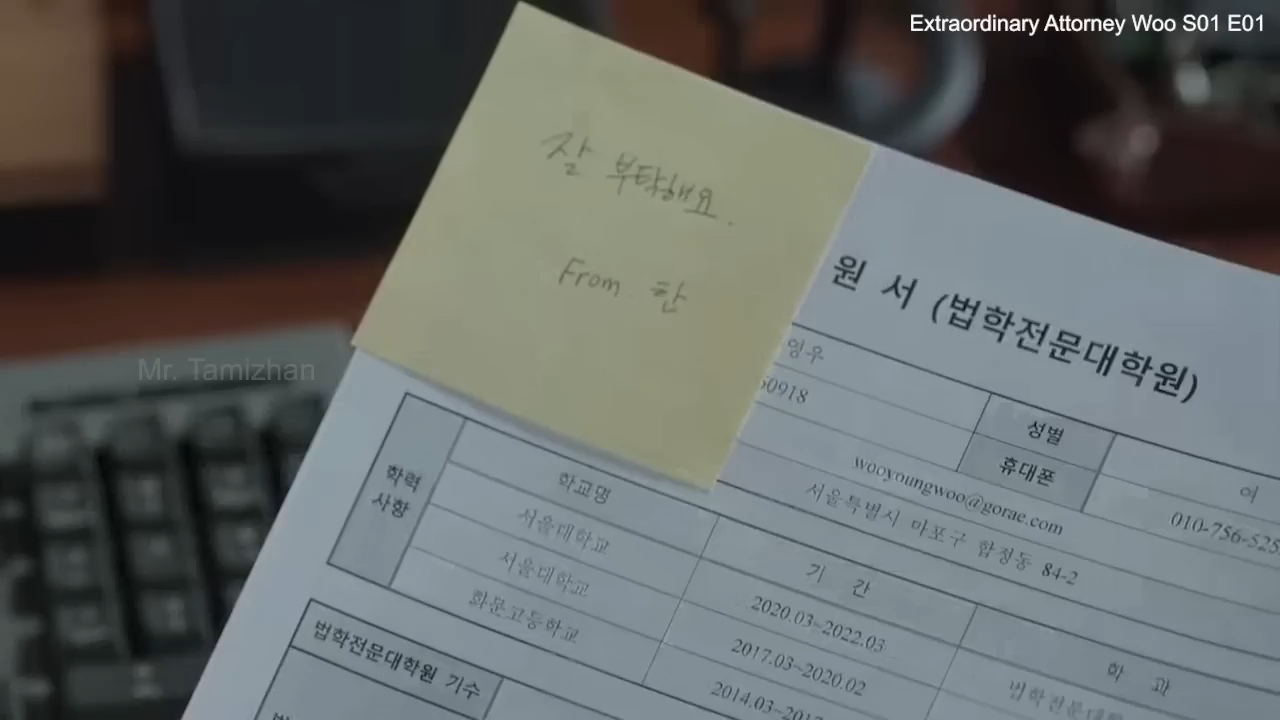 Extraordinary Attorney Woo S01 E01
잘 부탁해요.
From 한
원 서 (법학전문대학원)
영우
60918
성별
여
휴대폰
010-756-525
wooyoungwoo@gorae.com
서울특별시 마포구 합정동 84-2
학력
사항
학교명
기 간
학 과
서울대학교
2020.03~2022.03
법학전문대학
서울대학교
2017.03~2020.02
화문고등학교
2014.03~2017
법학전문대학원 기수
Mr. Tamizhan